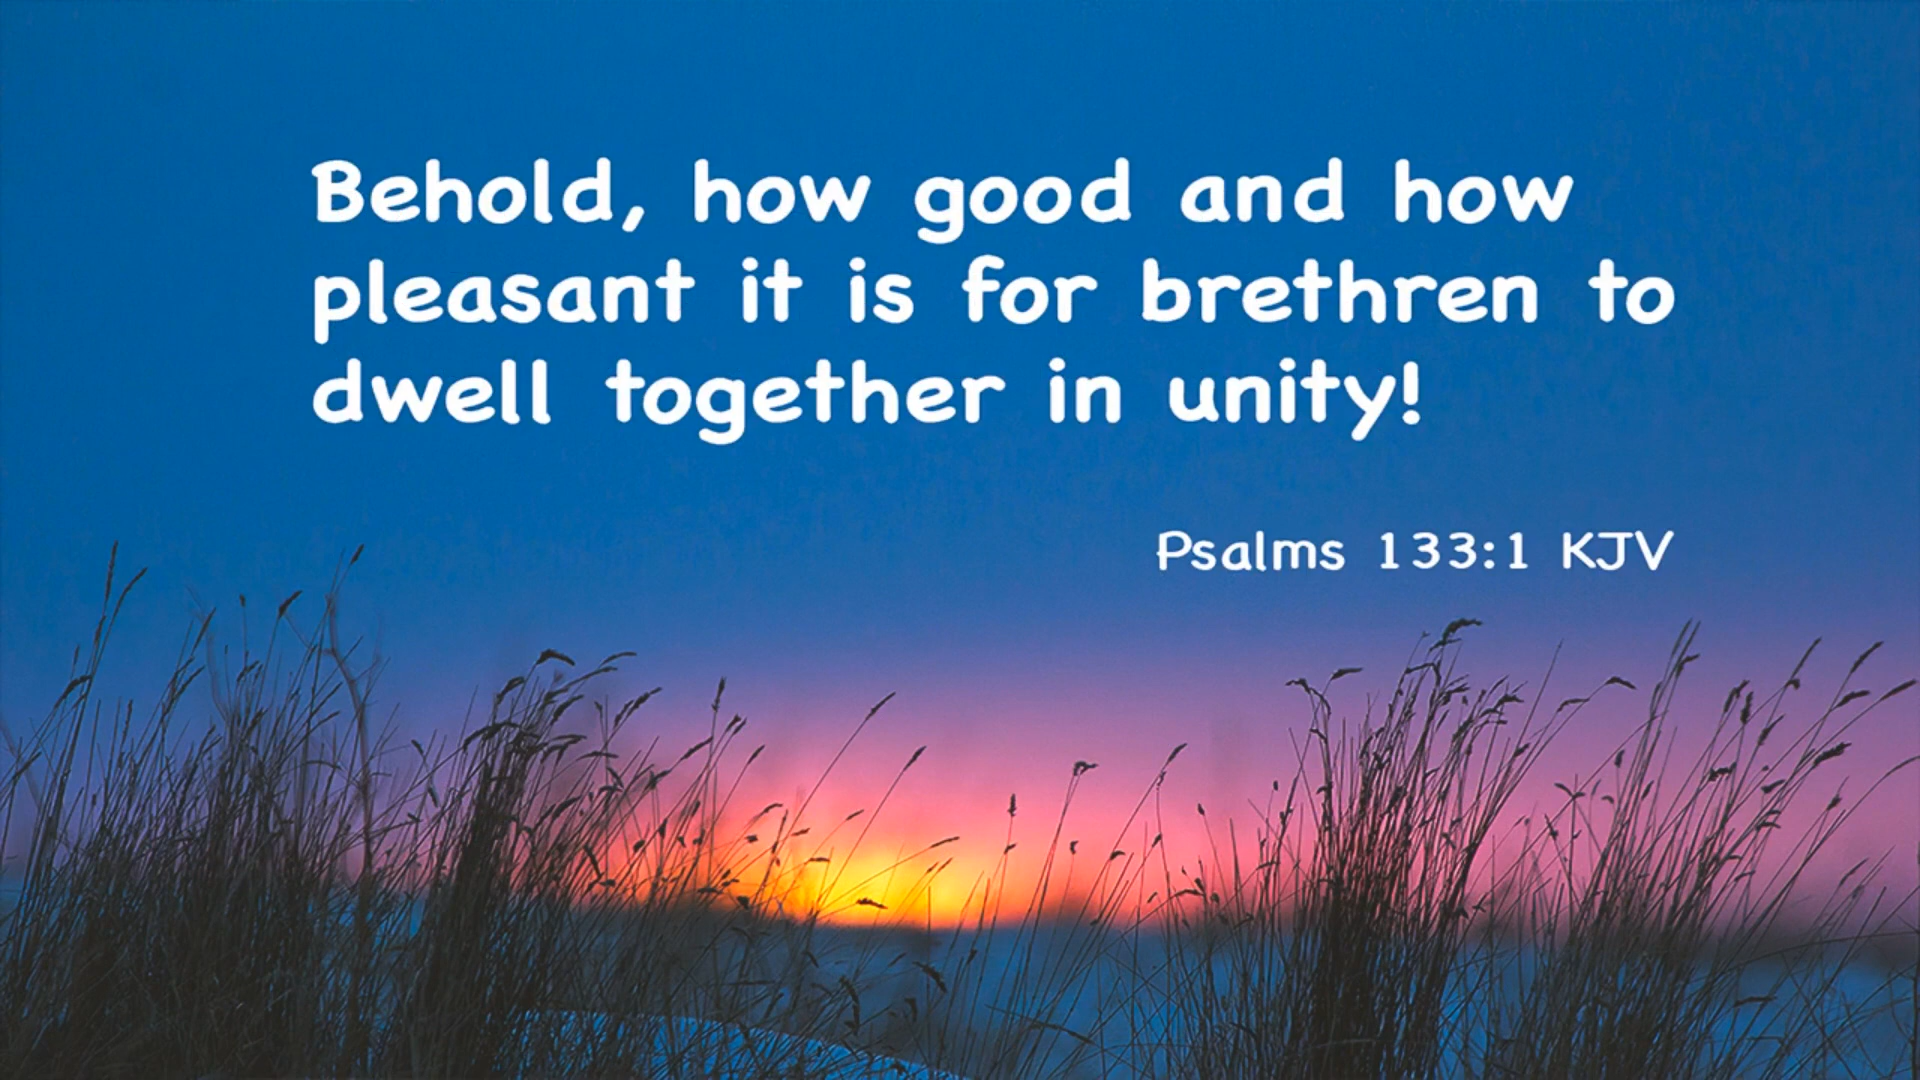 Behold, how good and how
pleasant it is for brethren to
dwell together in unity!
Psalms 133:1 KJV